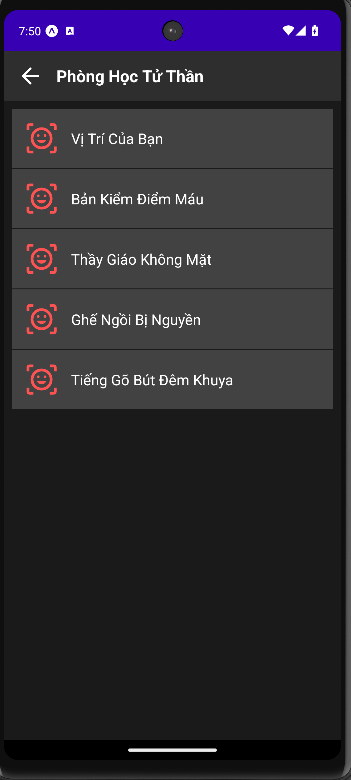 7:50
Phòng Học Tử Thần
Vị Trí Của Bạn
Bản Kiểm Điểm Máu
Thầy Giáo Không Mặt
Ghế Ngồi Bị Nguyền
Tiếng Gõ Bút Đêm Khuya